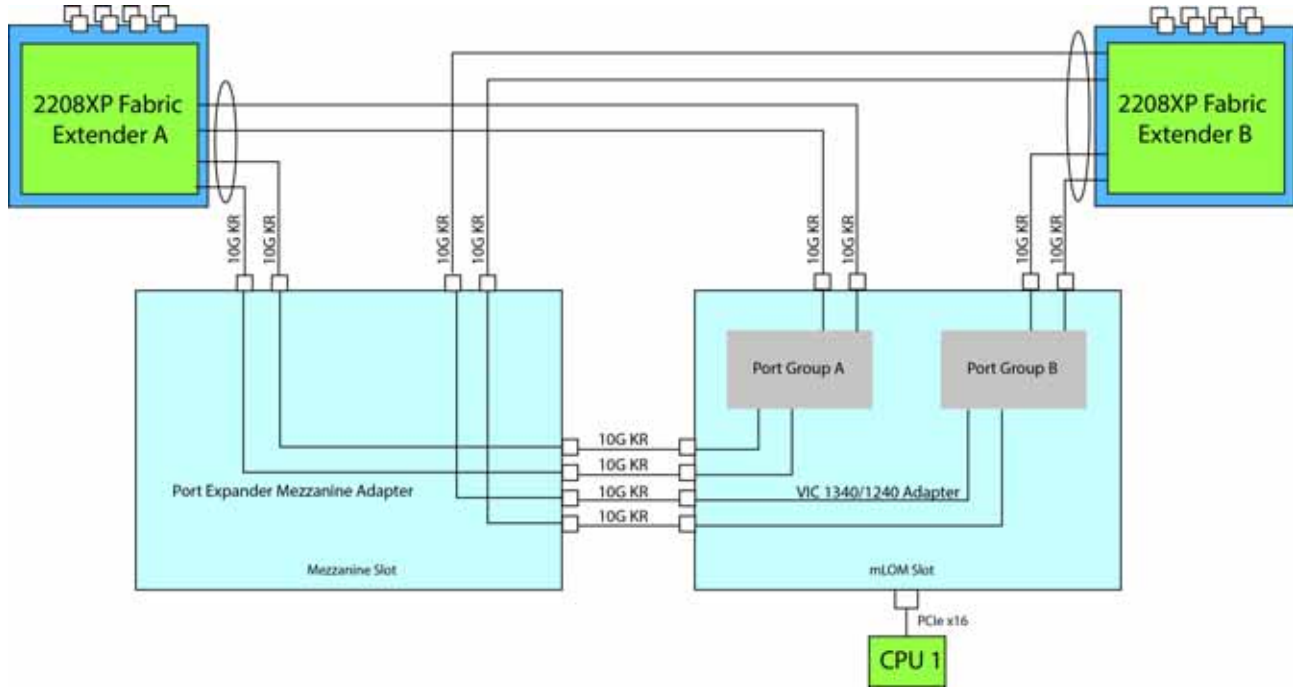 2208XP Fabric
Extender A
2208XP Fabric
Extender B
10G KR
10G KR
10G KR
10G KR
10G KR
10G KR
10G KR
10G KR
Port Group A
Port Group B
10G KR
10G KR
10G KR
10G KR
Port Expander Mezzanine Adapter
VIC 1340/1240 Adapter
Mezzanine Slot
mLOM Slot
PCIe x16
CPU 1